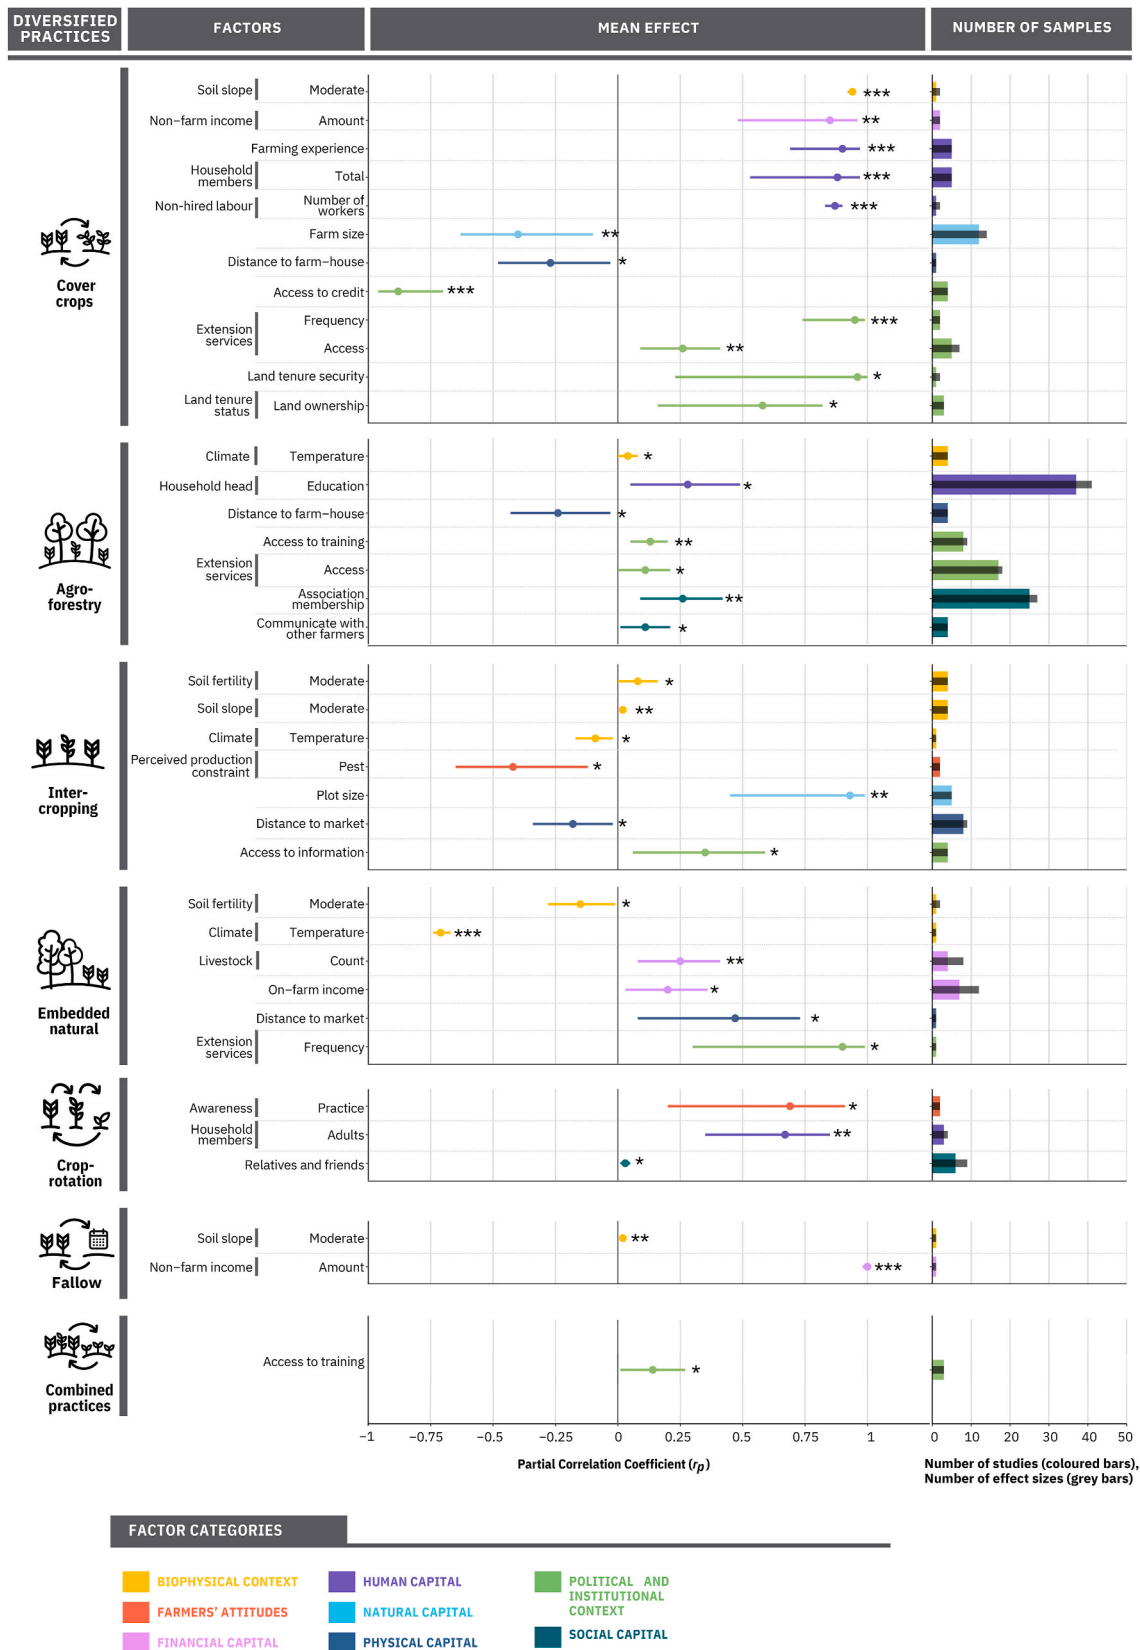 DIVERSIFIED
PRACTICES
FACTORS
MEAN EFFECT
NUMBER OF SAMPLES
Cover
crops
Soil slope
Moderate
***
Non–farm income
Amount
**
Farming experience
***
Household
members
Total
***
Non-hired labour
Number of
workers
***
Farm size
**
Distance to farm–house
*
Access to credit
***
Extension
services
Frequency
***
Access
**
Land tenure security
*
Land tenure
status
Land ownership
*
Agro-
forestry
Climate
Temperature
*
Household head
Education
*
Distance to farm–house
*
Access to training
**
Extension
services
Access
*
Association
membership
**
Communicate with
other farmers
*
Inter-
cropping
Soil fertility
Moderate
*
Soil slope
Moderate
**
Climate
Temperature
*
Perceived production
constraint
Pest
*
Plot size
**
Distance to market
*
Access to information
*
Embedded
natural
Soil fertility
Moderate
*
Climate
Temperature
***
Livestock
Count
**
On–farm income
*
Distance to market
*
Extension
services
Frequency
*
Crop-
rotation
Awareness
Practice
*
Household
members
Adults
**
Relatives and friends
*
Fallow
Soil slope
Moderate
**
Non–farm income
Amount
***
Combined
practices
Access to training
*
−1 −0.75 −0.5 −0.25 0 0.25 0.5 0.75 1
0 10 20 30 40 50
Partial Correlation Coefficient (rp)
Number of studies (coloured bars),
Number of effect sizes (grey bars)
FACTOR CATEGORIES
BIOPHYSICAL CONTEXT
FARMERS' ATTITUDES
FINANCIAL CAPITAL
HUMAN CAPITAL
NATURAL CAPITAL
PHYSICAL CAPITAL
POLITICAL AND
INSTITUTIONAL
CONTEXT
SOCIAL CAPITAL